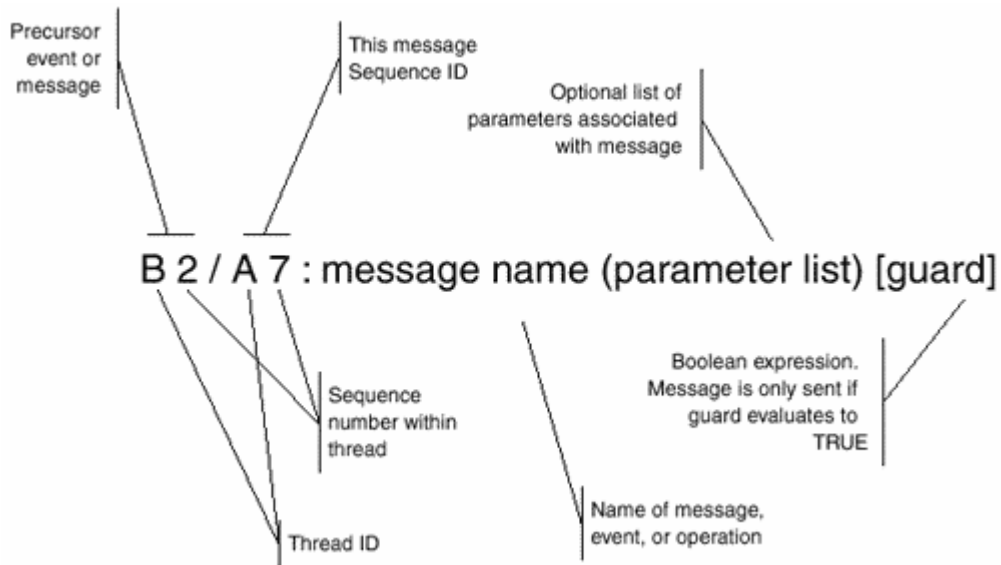 Precursor
event or
message
This message
Sequence ID
Optional list of
parameters associated
with message
B 2 / A 7 : message name (parameter list) [guard]
Sequence
number within
thread
Boolean expression.
Message is only sent if
guard evaluates to
TRUE
Thread ID
Name of message,
event, or operation